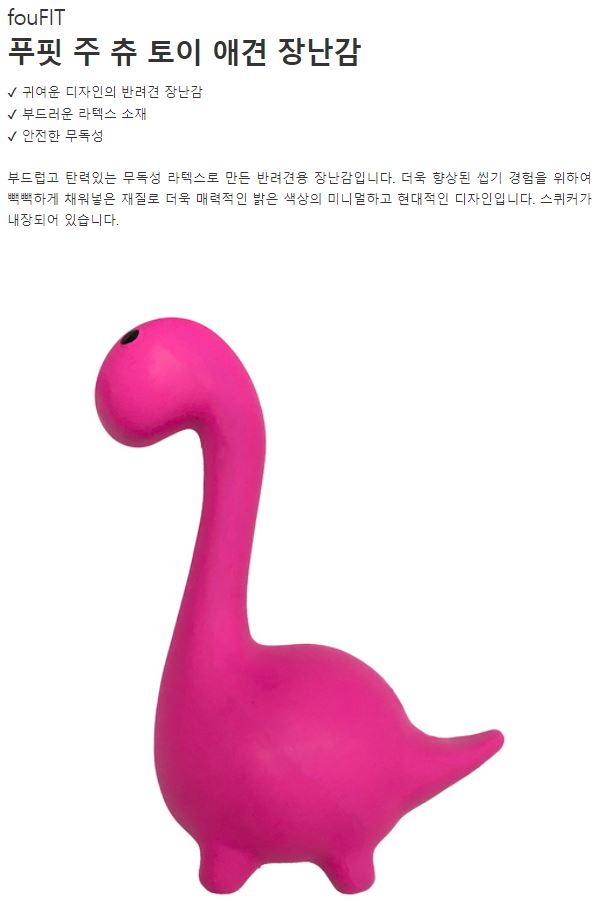 fouFIT
푸핏 주 츄 토이 애견 장난감
✓ 귀여운 디자인의 반려견 장난감
✓ 부드러운 라텍스 소재
✓ 안전한 무독성
부드럽고 탄력있는 무독성 라텍스로 만든 반려견용 장난감입니다. 더욱 향상된 씹기 경험을 위하여
빽빽하게 채워넣은 재질로 더욱 매력적인 밝은 색상의 미니멀하고 현대적인 디자인입니다. 스퀴커가
내장되어 있습니다.